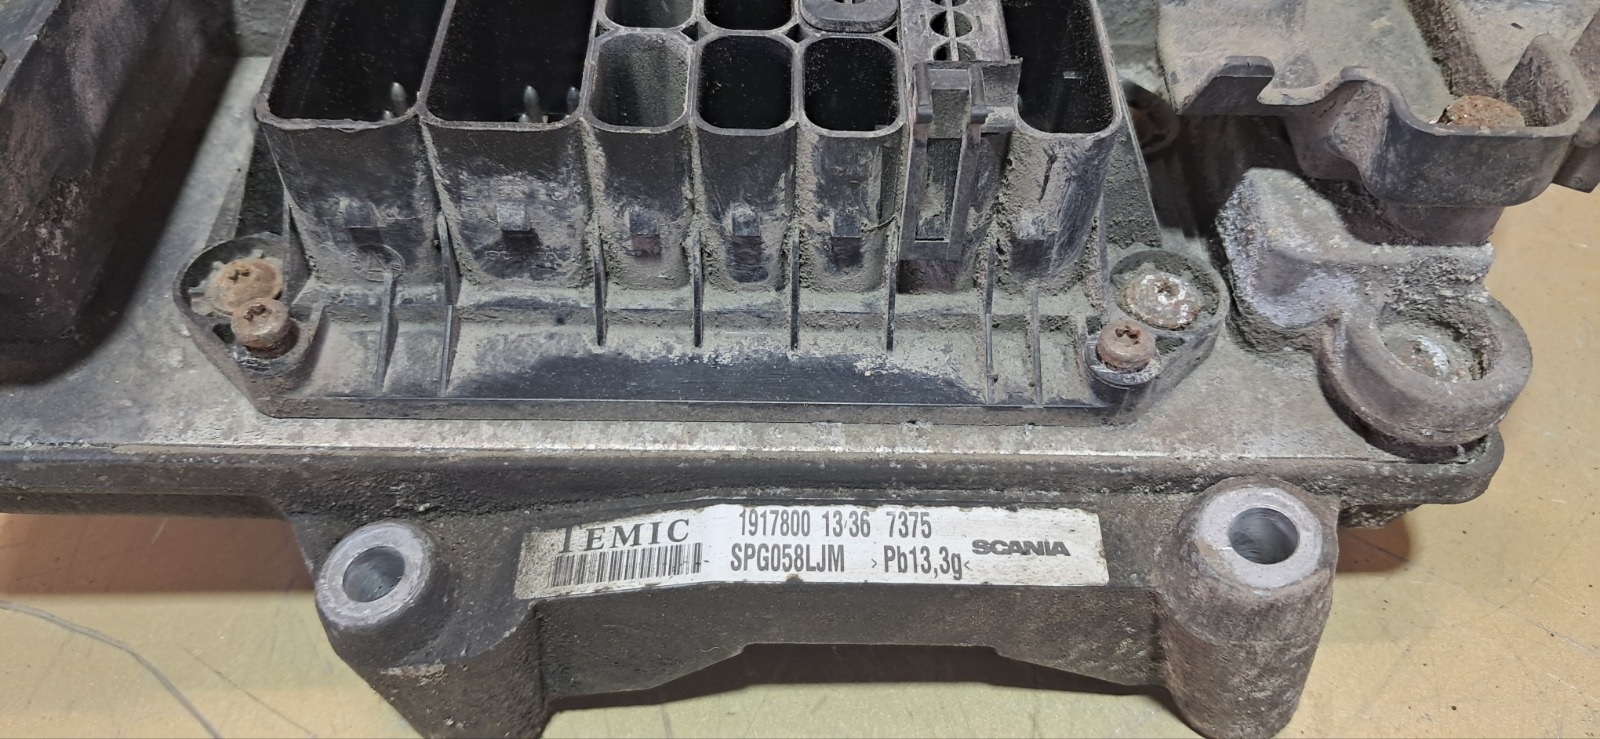 TEMIC 1917800 13/36 7375
SPG058LJM >Pb13,3g< SCANIA